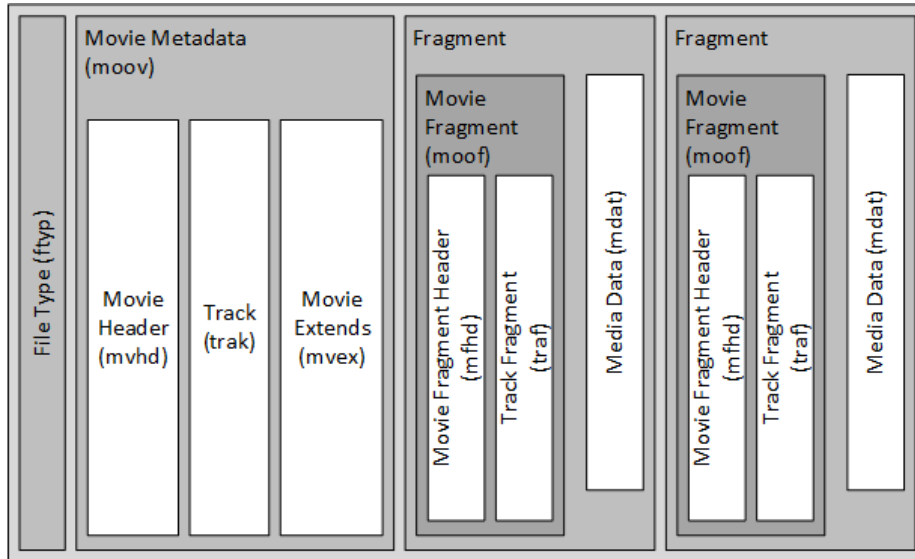 File Type (ftyp)
Movie Metadata
(moov)
Movie
Header
(mvhd)
Track
(trak)
Movie
Extends
(mvex)
Fragment
Movie
Fragment
(moof)
Movie Fragment Header
(mfhd)
Track Fragment
(traf)
Media Data (mdat)
Fragment
Movie
Fragment
(moof)
Movie Fragment Header
(mfhd)
Track Fragment
(traf)
Media Data (mdat)